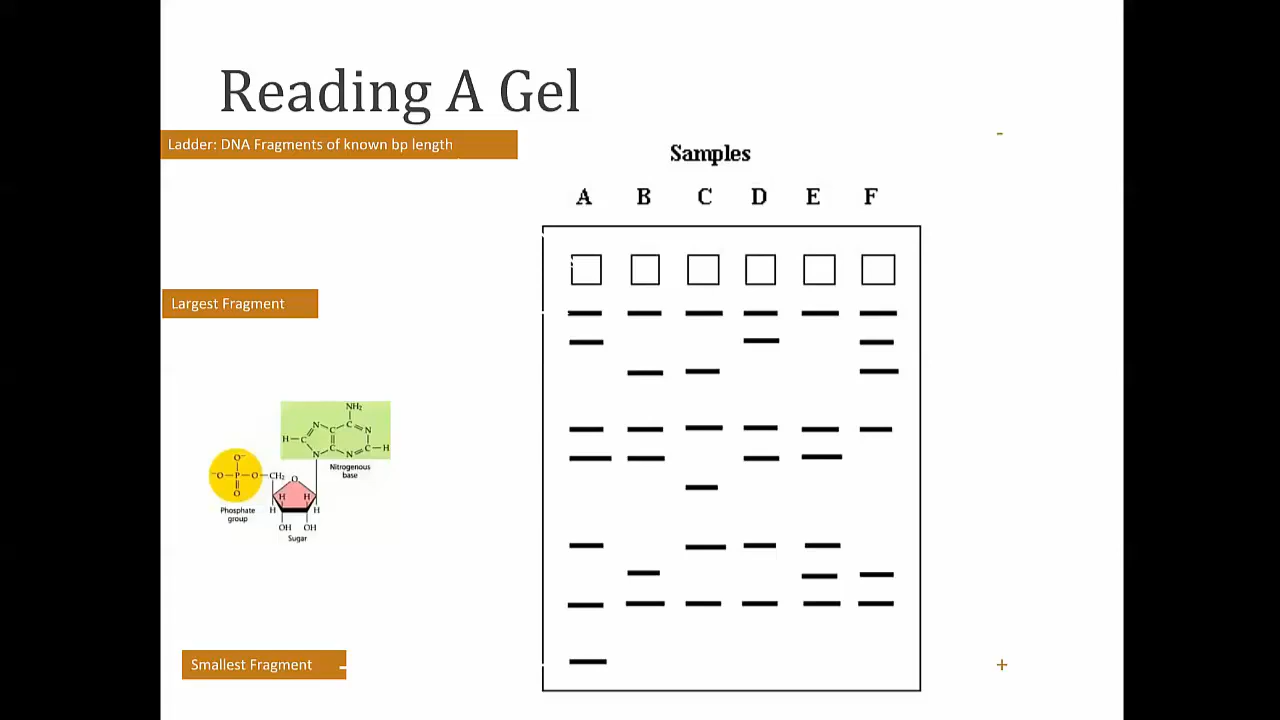 Reading A Gel
Ladder: DNA Fragments of known bp length
-
Samples
A B C D E F
Largest Fragment
NH₂
N C N
H-C C C-H
N N
O⁻
⁻O-P-O-CH₂ O
O
Nitrogenous
base
H H H H
Phosphate
group
OH OH
Sugar
Smallest Fragment
+